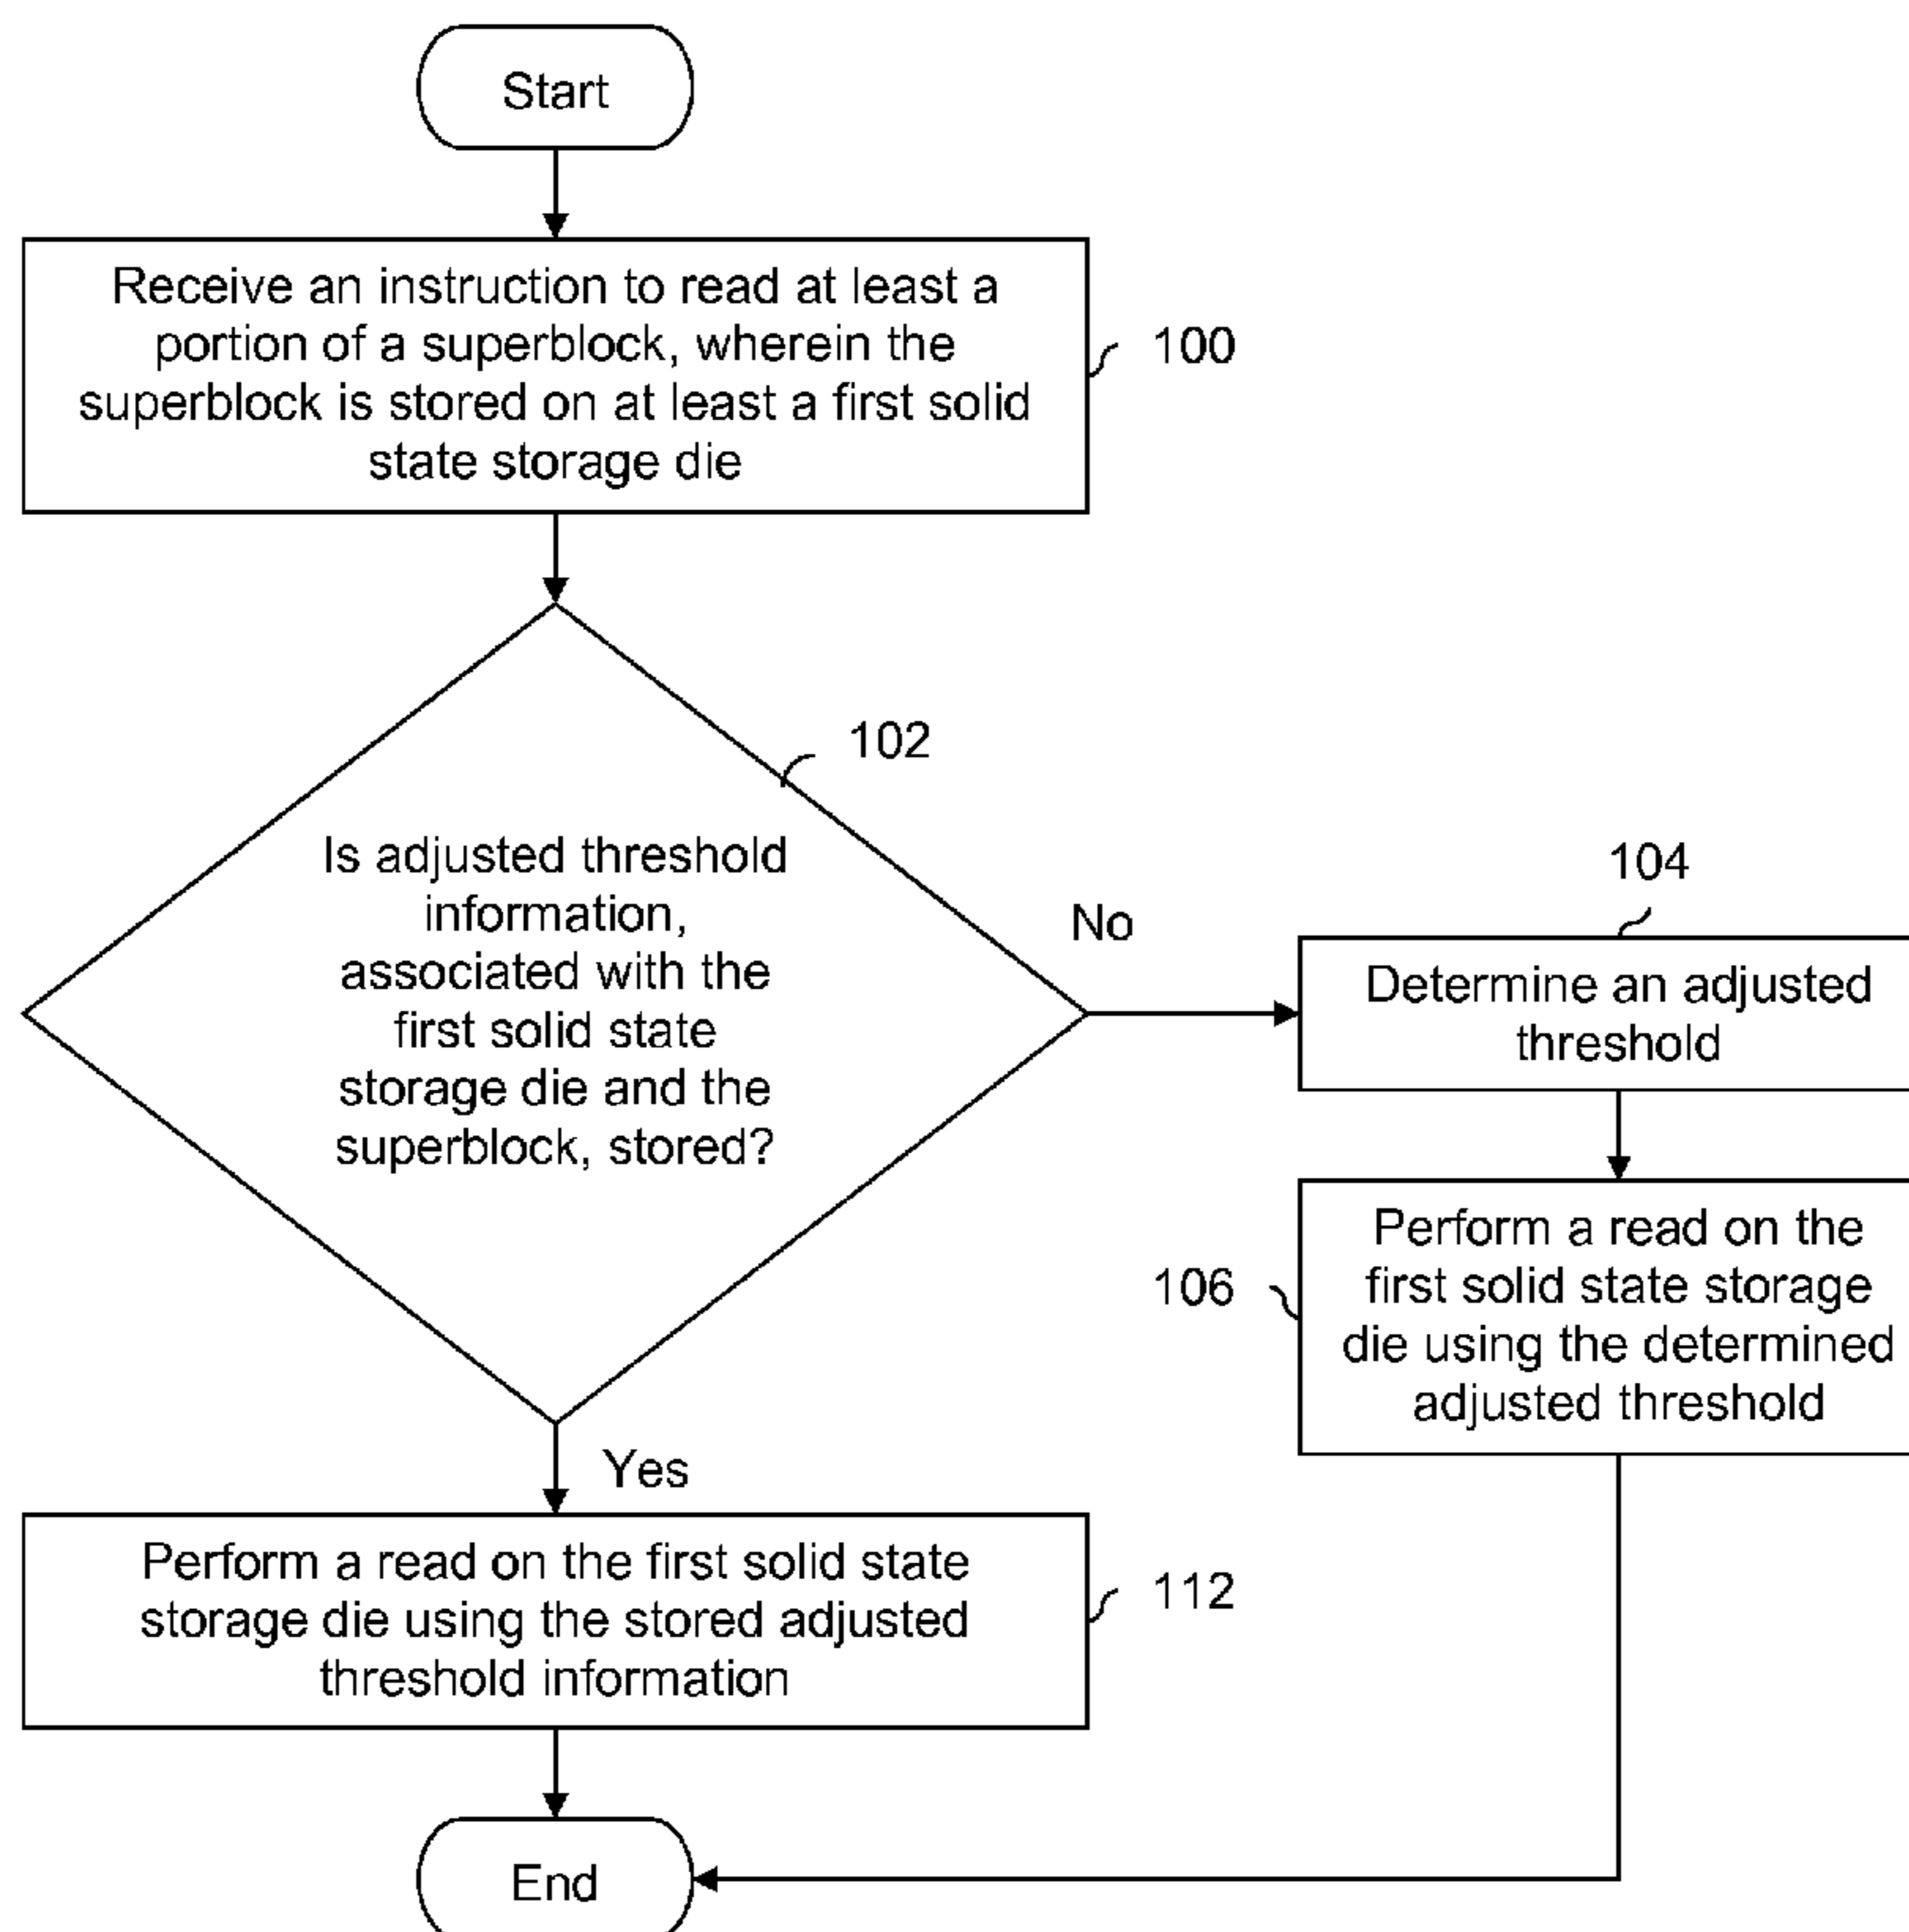 Start
Receive an instruction to read at least a
portion of a superblock, wherein the
superblock is stored on at least a first solid
state storage die
100
102
Is adjusted threshold
information,
associated with the
first solid state
storage die and the
superblock, stored?
No
104
Determine an adjusted
threshold
106
Perform a read on the
first solid state storage
die using the determined
adjusted threshold
Yes
Perform a read on the first solid state
storage die using the stored adjusted
threshold information
112
End